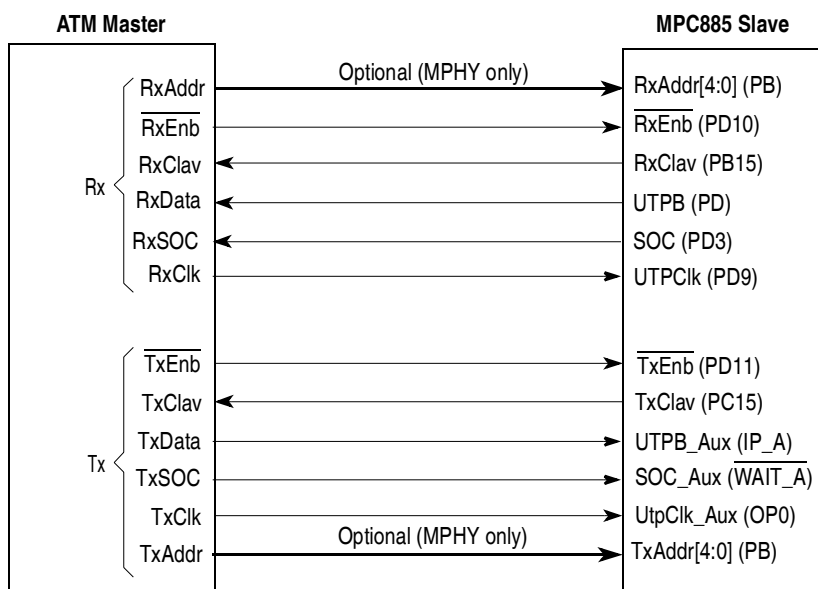 ATM Master MPC885 Slave
RxAddr Optional (MPHY only) RxAddr[4:0] (PB)
RxEnb RxEnb (PD10)
RxClav RxClav (PB15)
Rx
RxData UTPB (PD)
RxSOC SOC (PD3)
RxClk UTPClk (PD9)
TxEnb TxEnb (PD11)
TxClav TxClav (PC15)
TxData UTPB_Aux (IP_A)
Tx
TxSOC SOC_Aux (WAIT_A)
TxClk UtpClk_Aux (OP0)
TxAddr Optional (MPHY only) TxAddr[4:0] (PB)